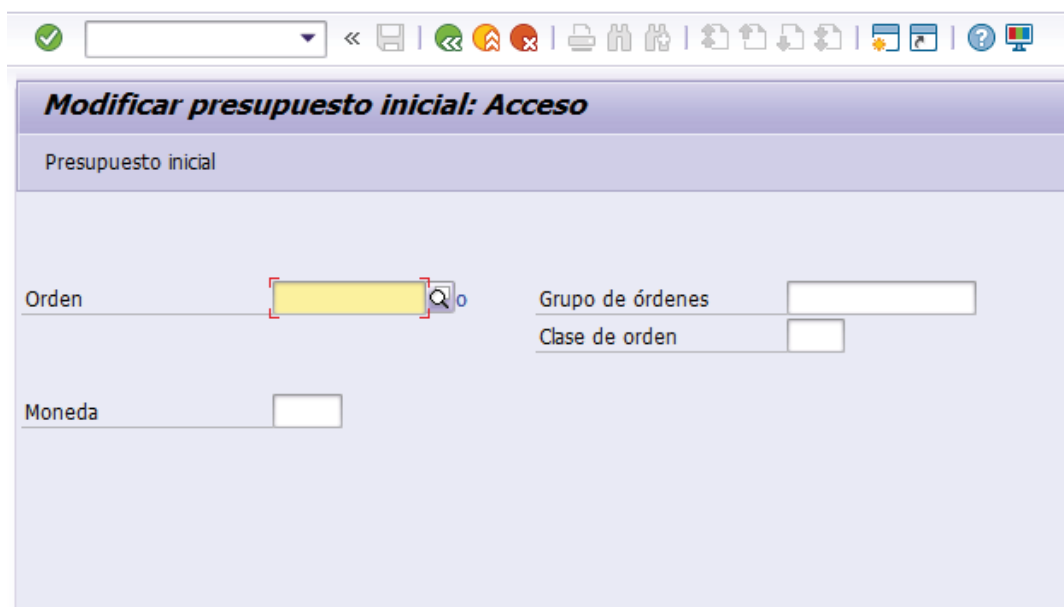 Modificar presupuesto inicial: Acceso
Presupuesto inicial
Orden o Grupo de órdenes
Clase de orden
Moneda